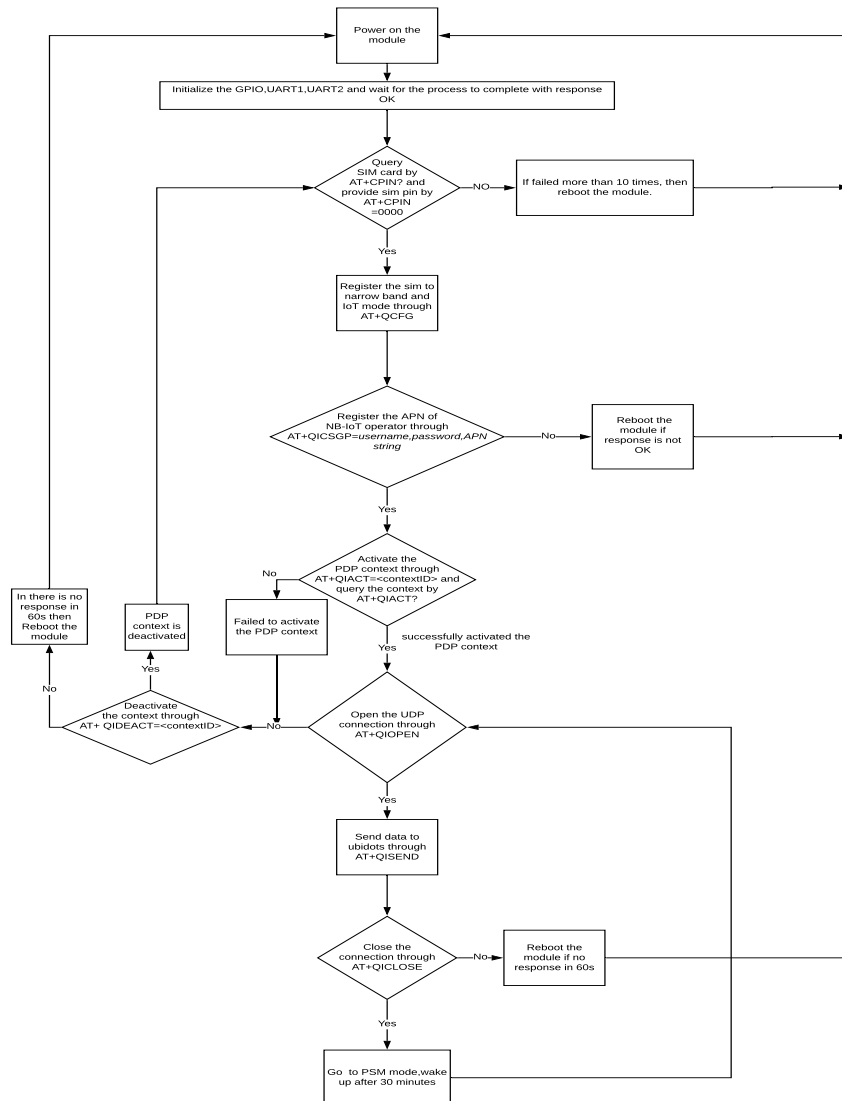 Power on the
module
Initialize the GPIO,UART1,UART2 and wait for the process to complete with response
OK
Query
SIM card by
AT+CPIN? and
provide sim pin by
AT+CPIN
=0000
NO
If failed more than 10 times, then
reboot the module.
Yes
Register the sim to
narrow band and
IoT mode through
AT+QCFG
Register the APN of
NB-IoT operator through
AT+QICSGP=username,password,APN
string
No
Reboot the
module if
response is not
OK
Yes
Activate the
PDP context through
AT+QIACT=<contextID> and
query the context by
AT+QIACT?
No
Failed to activate
the PDP context
In there is no
response in
60s then
Reboot the
module
PDP
context is
deactivated
successfully activated the
PDP context
Yes
Yes
No
Deactivate
the context through
AT+ QIDEACT=<contextID>
No
Open the UDP
connection through
AT+QIOPEN
Yes
Send data to
ubidots through
AT+QISEND
Close the
connection through
AT+QICLOSE
No
Reboot the
module if no
response in 60s
Yes
Go  to PSM mode,wake
up after 30 minutes